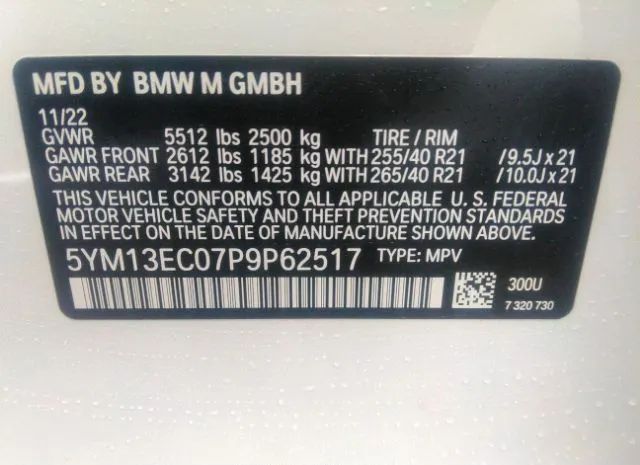 MFD BY BMW M GMBH
11/22
GVWR 5512 lbs 2500 kg TIRE / RIM
GAWR FRONT 2612 lbs 1185 kg WITH 255/40 R21 /9.5J x 21
GAWR REAR 3142 lbs 1425 kg WITH 265/40 R21 /10.0J x 21
THIS VEHICLE CONFORMS TO ALL APPLICABLE U. S. FEDERAL
MOTOR VEHICLE SAFETY AND THEFT PREVENTION STANDARDS
IN EFFECT ON THE DATE OF MANUFACTURE SHOWN ABOVE.
5YM13EC07P9P62517 TYPE: MPV
300U
7 320 730